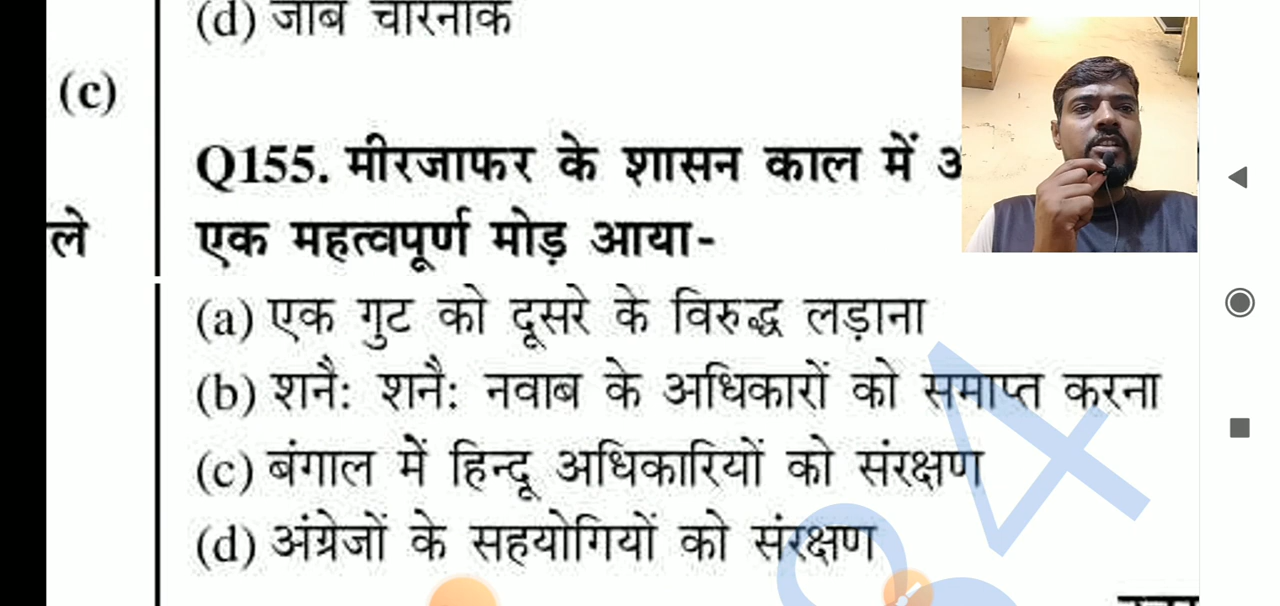 (d) जाब चारनाक
(c)
Q155. मीरजाफर के शासन काल में
एक महत्वपूर्ण मोड़ आया-
ले
(a) एक गुट को दूसरे के विरुद्ध लड़ाना
(b) शनै: शनै: नवाब के अधिकारों को समाप्त करना
(c) बंगाल में हिन्दू अधिकारियों को संरक्षण
(d) अंग्रेजों के सहयोगियों को संरक्षण